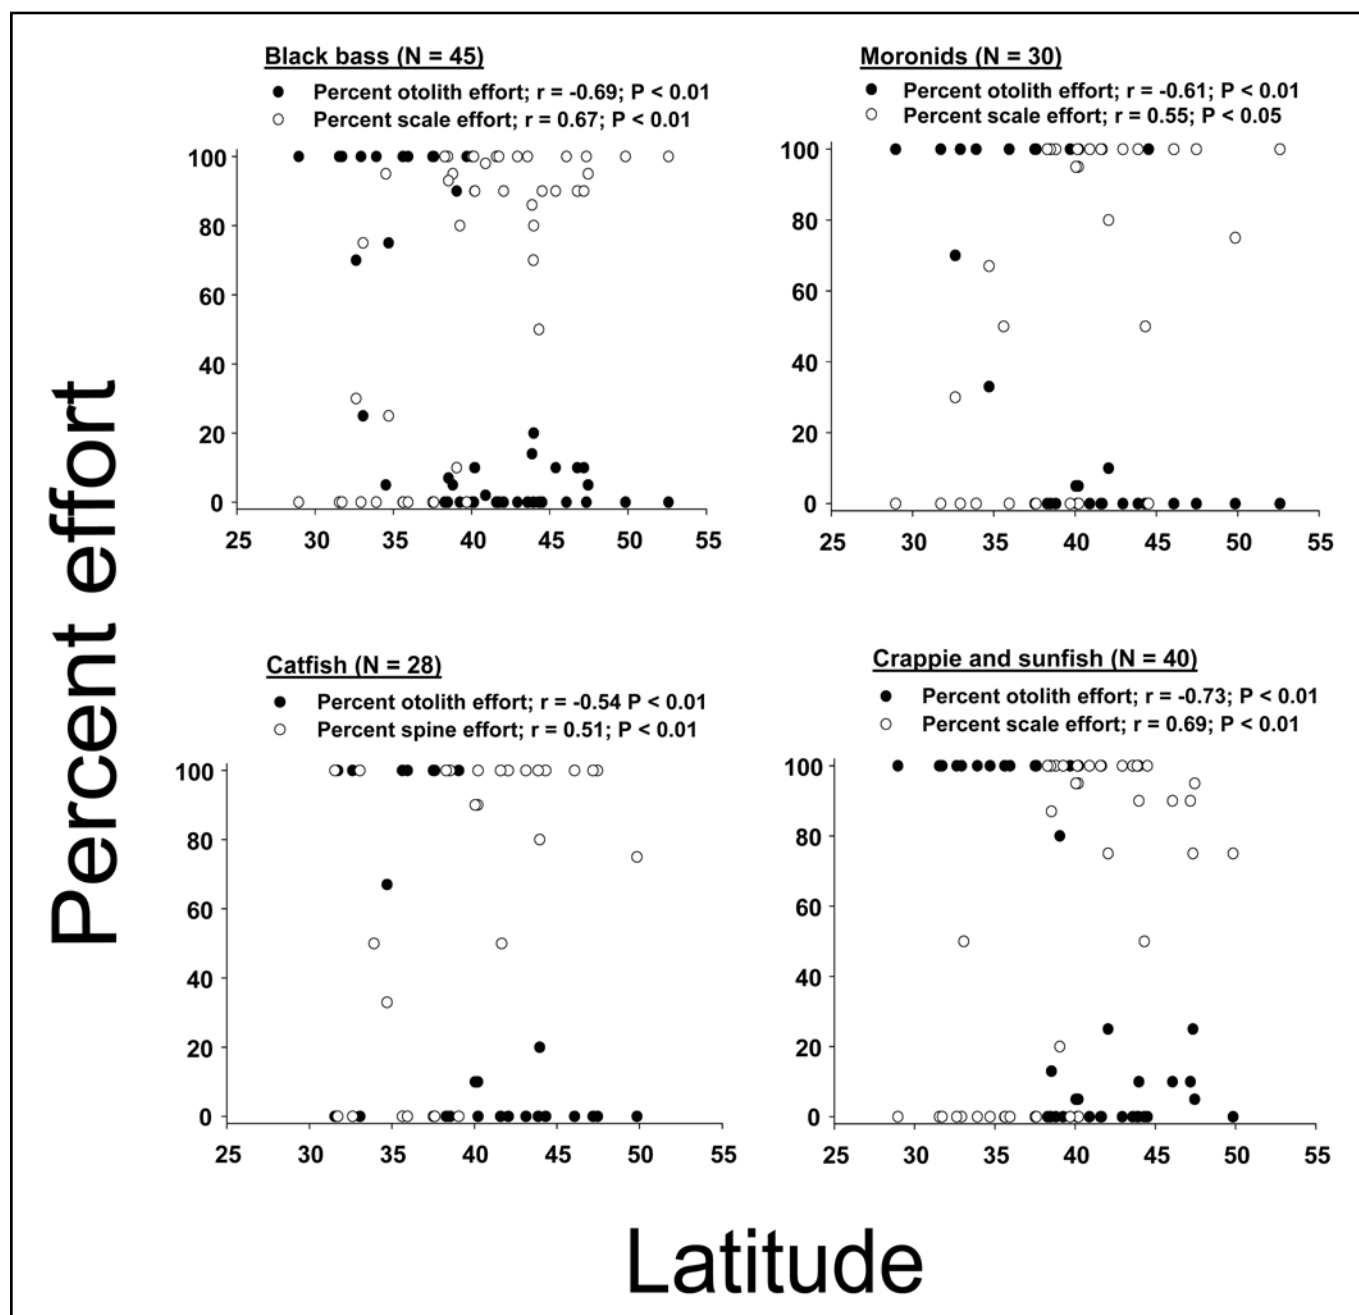 Percent effort
Black bass (N = 45)
Percent otolith effort; r = -0.69; P < 0.01
Percent scale effort; r = 0.67; P < 0.01
100
80
60
40
20
0
25 30 35 40 45 50 55
Moronids (N = 30)
Percent otolith effort; r = -0.61; P < 0.01
Percent scale effort; r = 0.55; P < 0.05
100
80
60
40
20
0
25 30 35 40 45 50 55
Catfish (N = 28)
Percent otolith effort; r = -0.54 P < 0.01
Percent spine effort; r = 0.51; P < 0.01
100
80
60
40
20
0
25 30 35 40 45 50 55
Crappie and sunfish (N = 40)
Percent otolith effort; r = -0.73; P < 0.01
Percent scale effort; r = 0.69; P < 0.01
100
80
60
40
20
0
25 30 35 40 45 50 55
Latitude